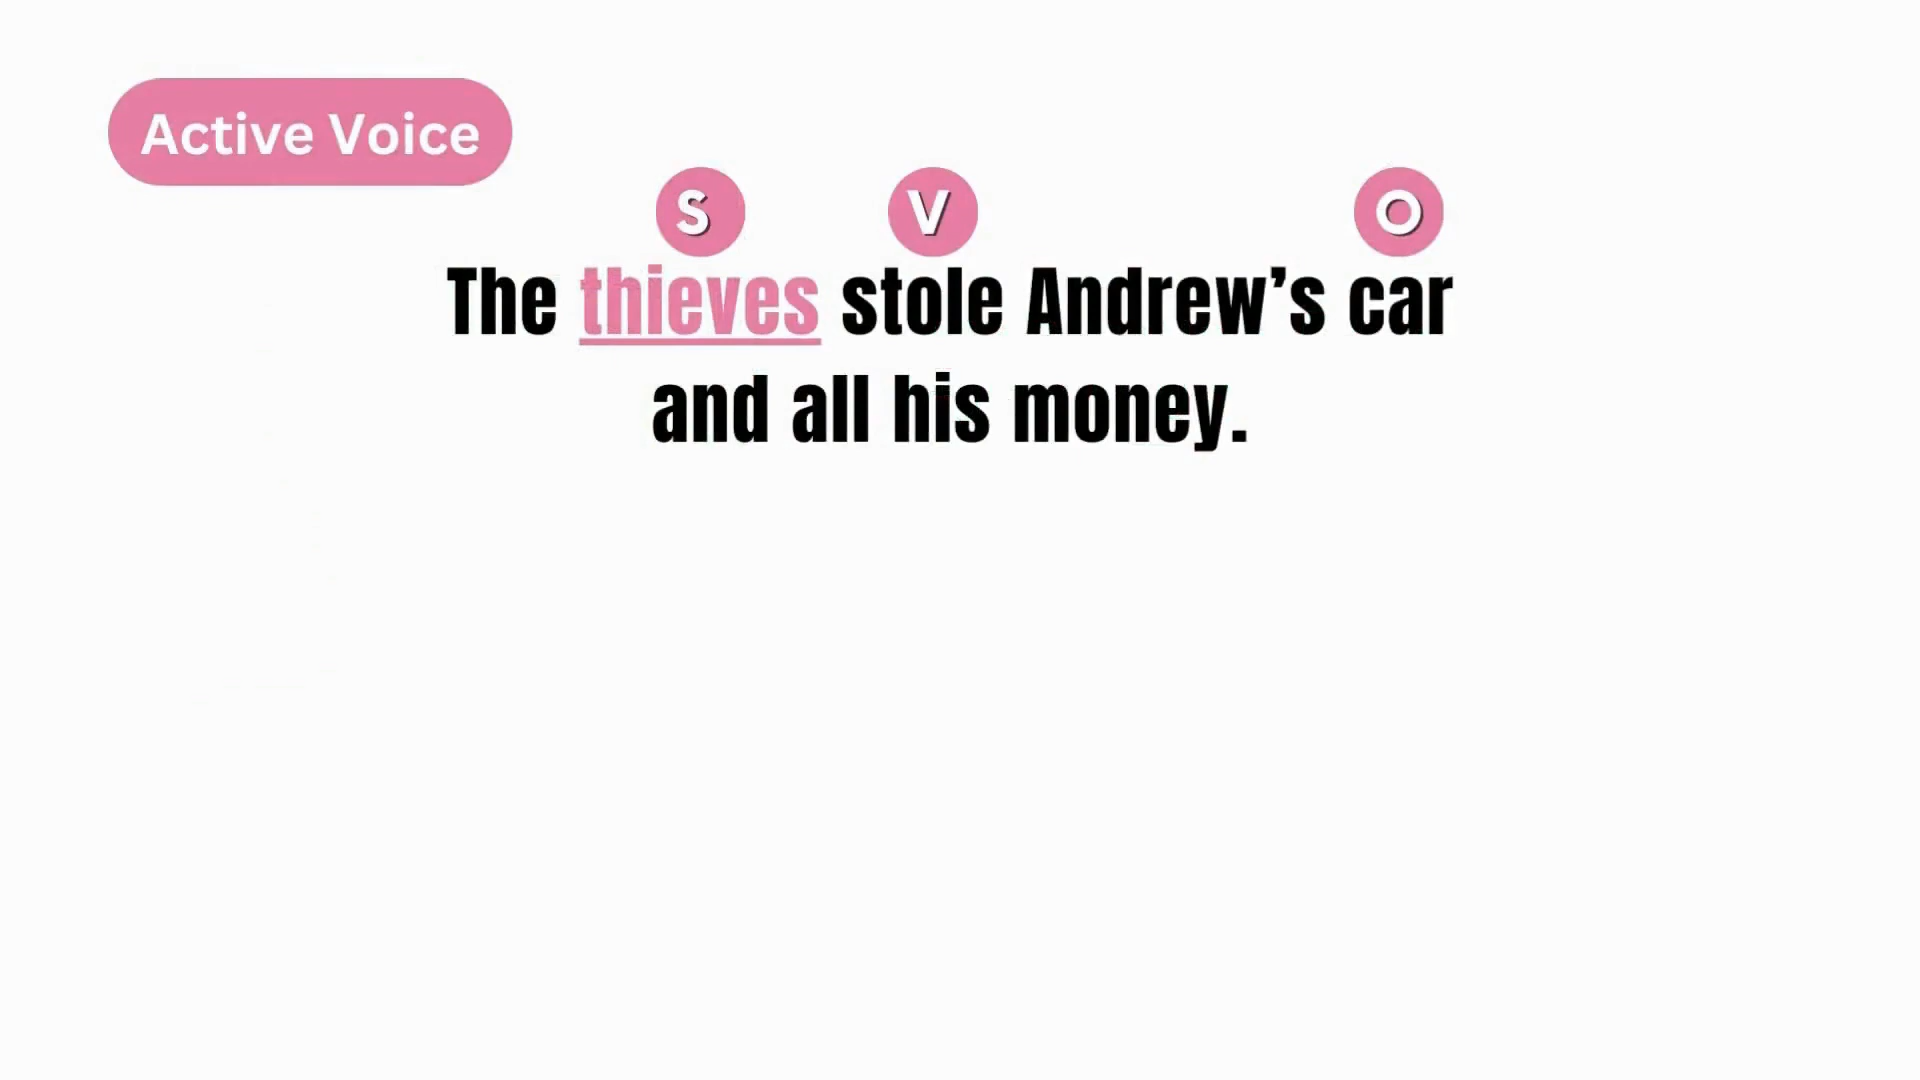 Active Voice
S V O
The thieves stole Andrew’s car
and all his money.